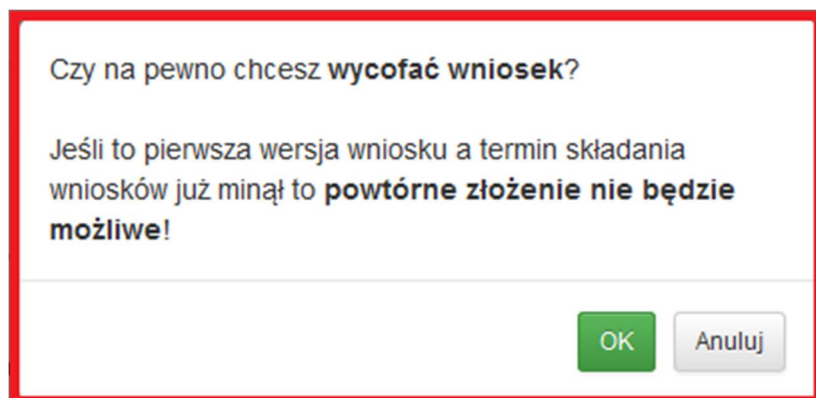 Czy na pewno chcesz wycofać wniosek?
Jeśli to pierwsza wersja wniosku a termin składania
wniosków już minął to powtórne złożenie nie będzie
możliwe!
OK Anuluj